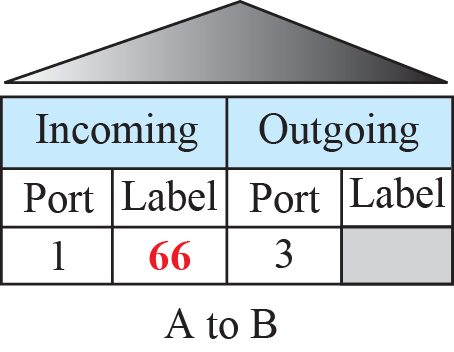 Incoming Outgoing
Port Label Port Label
1 66 3
A to B